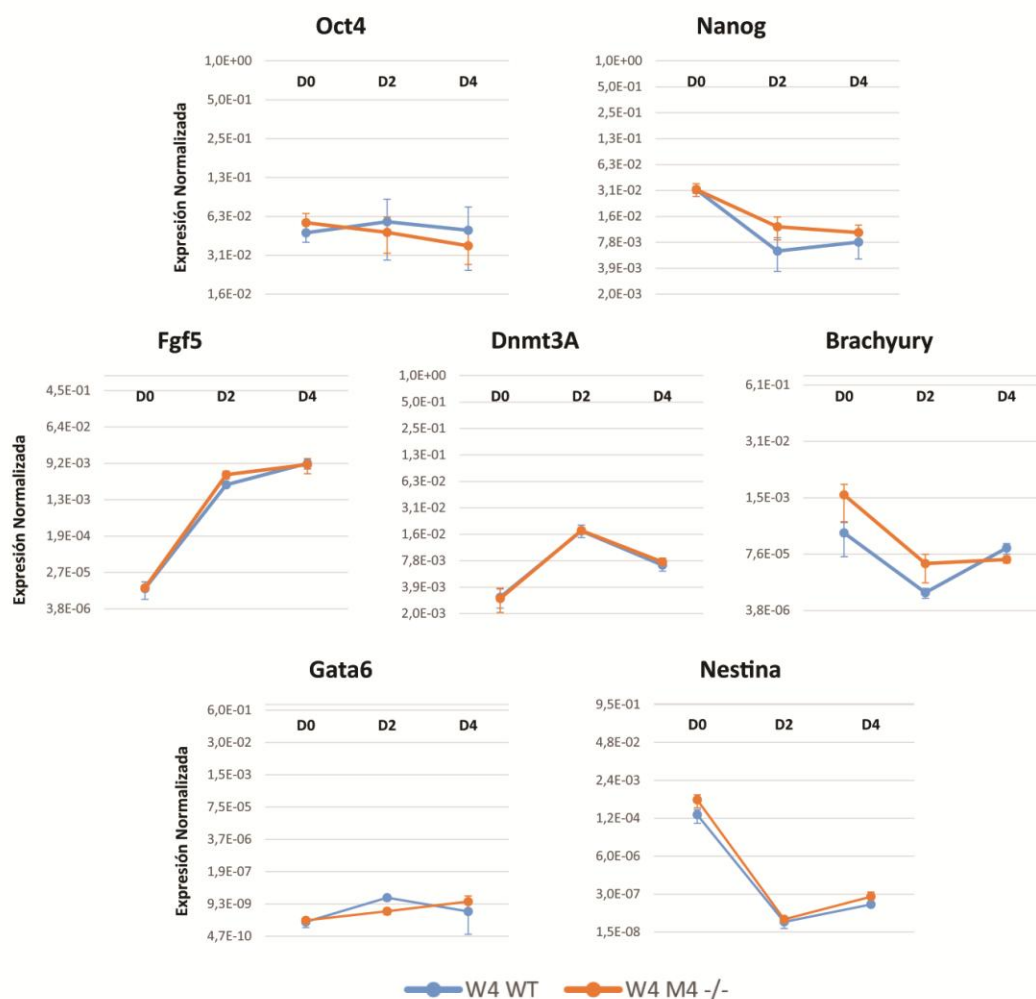 Oct4
Nanog
Expresión Normalizada
1,0E+00
5,0E-01
2,5E-01
1,3E-01
6,3E-02
3,1E-02
1,6E-02
D0 D2 D4
1,0E+00
5,0E-01
2,5E-01
1,3E-01
6,3E-02
3,1E-02
1,6E-02
7,8E-03
3,9E-03
2,0E-03
D0 D2 D4
Fgf5
Dnmt3A
Brachyury
Expresión Normalizada
4,5E-01
6,4E-02
9,2E-03
1,3E-03
1,9E-04
2,7E-05
3,8E-06
D0 D2 D4
1,0E+00
5,0E-01
2,5E-01
1,3E-01
6,3E-02
3,1E-02
1,6E-02
7,8E-03
3,9E-03
2,0E-03
D0 D2 D4
6,1E-01
3,1E-02
1,5E-03
7,6E-05
3,8E-06
D0 D2 D4
Gata6
Nestina
Expresión Normalizada
6,0E-01
3,0E-02
1,5E-03
7,5E-05
3,7E-06
1,9E-07
9,3E-09
4,7E-10
D0 D2 D4
9,5E-01
4,8E-02
2,4E-03
1,2E-04
6,0E-06
3,0E-07
1,5E-08
D0 D2 D4
W4 WT W4 M4 -/-